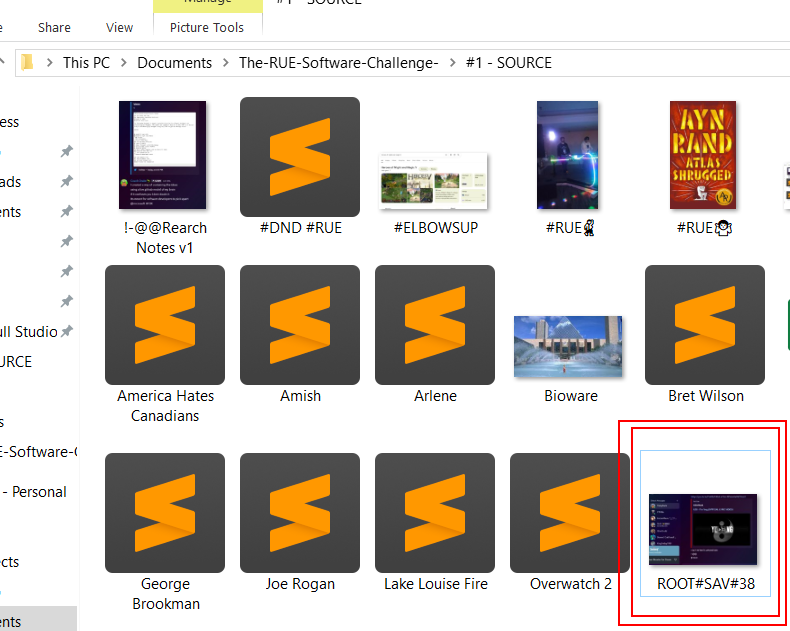 Manage
#1 - SOURCE
Share
View
Picture Tools
This PC > Documents > The-RUE-Software-Challenge- > #1 - SOURCE
ess
ads
ents
ull Studio
URCE
s
E-Software-C
- Personal
ects
ents
AYN
RAND
ATLAS
SHRUGGED
!-@@Rearch
Notes v1
#DND #RUE
#ELBOWSUP
#RUE
#RUE
America Hates
Canadians
Amish
Arlene
Bioware
Bret Wilson
George
Brookman
Joe Rogan
Lake Louise Fire
Overwatch 2
ROOT#SAV#38